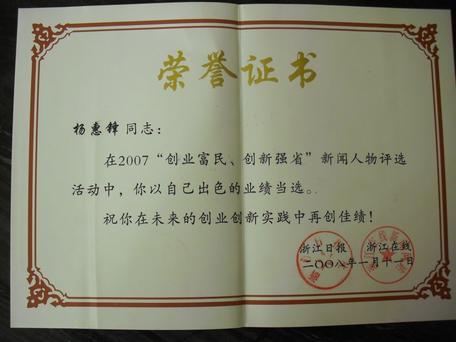 荣誉证书
杨惠锋同志：
在2007“创业富民、创新强省”新闻人物评选
活动中，你以自己出色的业绩当选。
祝你在未来的创业创新实践中再创佳绩！
浙江日报 浙江在线
二〇〇八年一月十一日